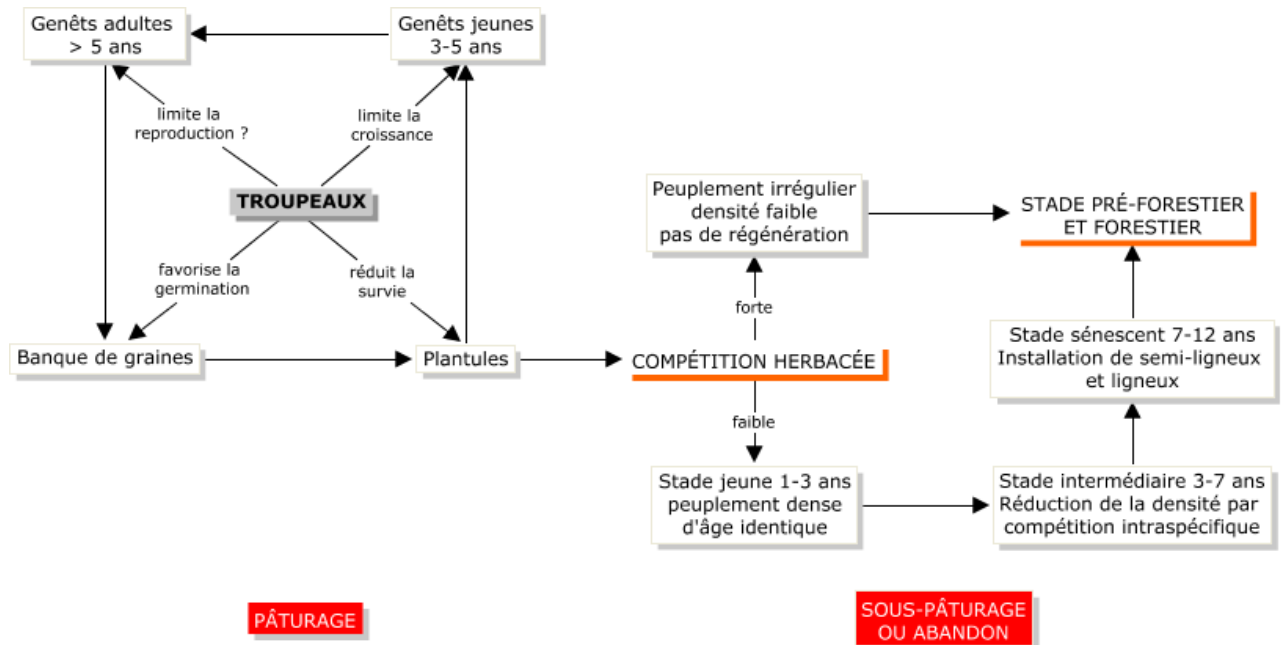 Genêts adultes
> 5 ans
Genêts jeunes
3-5 ans
limite la
reproduction ?
limite la
croissance
TROUPEAUX
favorise la
germination
réduit la
survie
Banque de graines
Plantules
Peuplement irrégulier
densité faible
pas de régénération
STADE PRÉ-FORESTIER
ET FORESTIER
forte
COMPÉTITION HERBACÉE
faible
Stade sénescent 7-12 ans
Installation de semi-ligneux
et ligneux
Stade jeune 1-3 ans
peuplement dense
d'âge identique
Stade intermédiaire 3-7 ans
Réduction de la densité par
compétition intraspécifique
PÂTURAGE
SOUS-PÂTURAGE
OU ABANDON